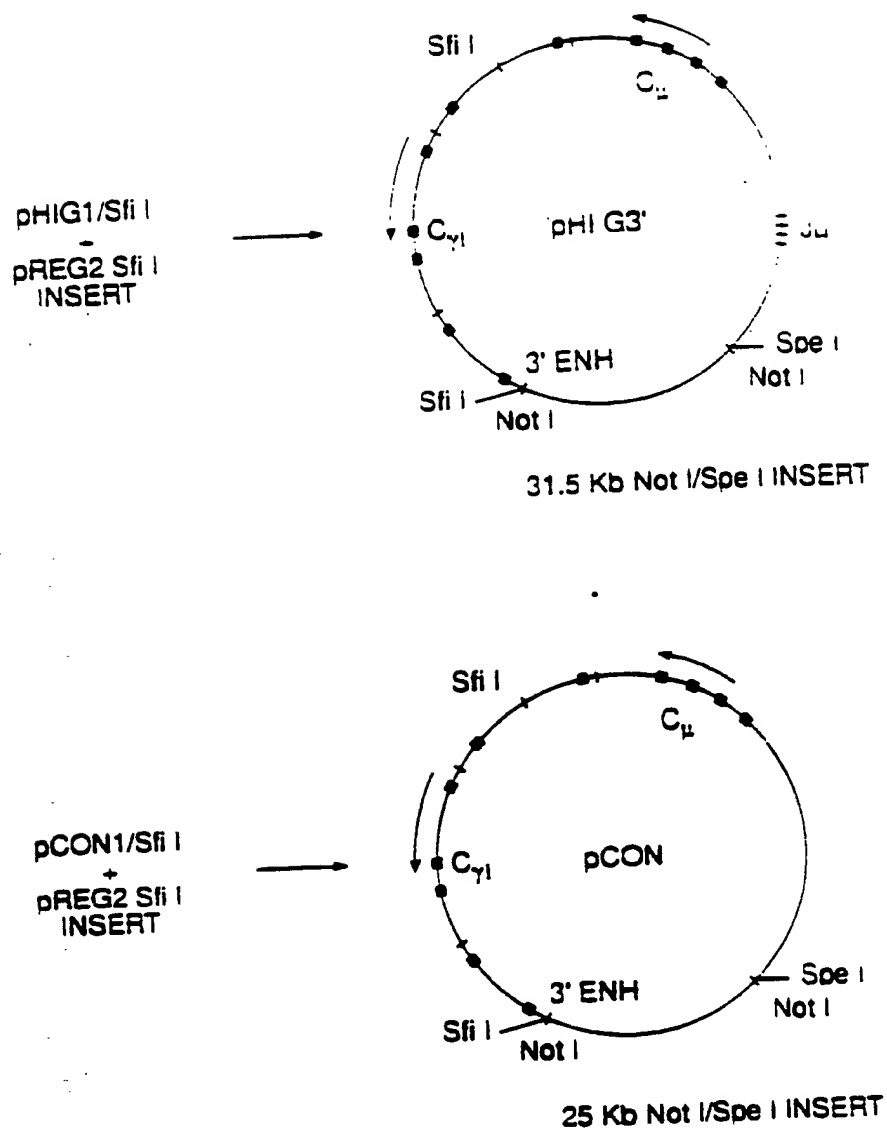 Sfi I
Cμ
pHIG1/Sfi I
+
pREG2 Sfi I
INSERT
Cγ1
pHI G3'
3' ENH
Spe I
Not I
Sfi I
Not I
31.5 Kb Not I/Spe I INSERT
Sfi I
Cμ
pCON1/Sfi I
+
pREG2 Sfi I
INSERT
Cγ1
pCON
3' ENH
Spe I
Not I
Sfi I
Not I
25 Kb Not I/Spe I INSERT